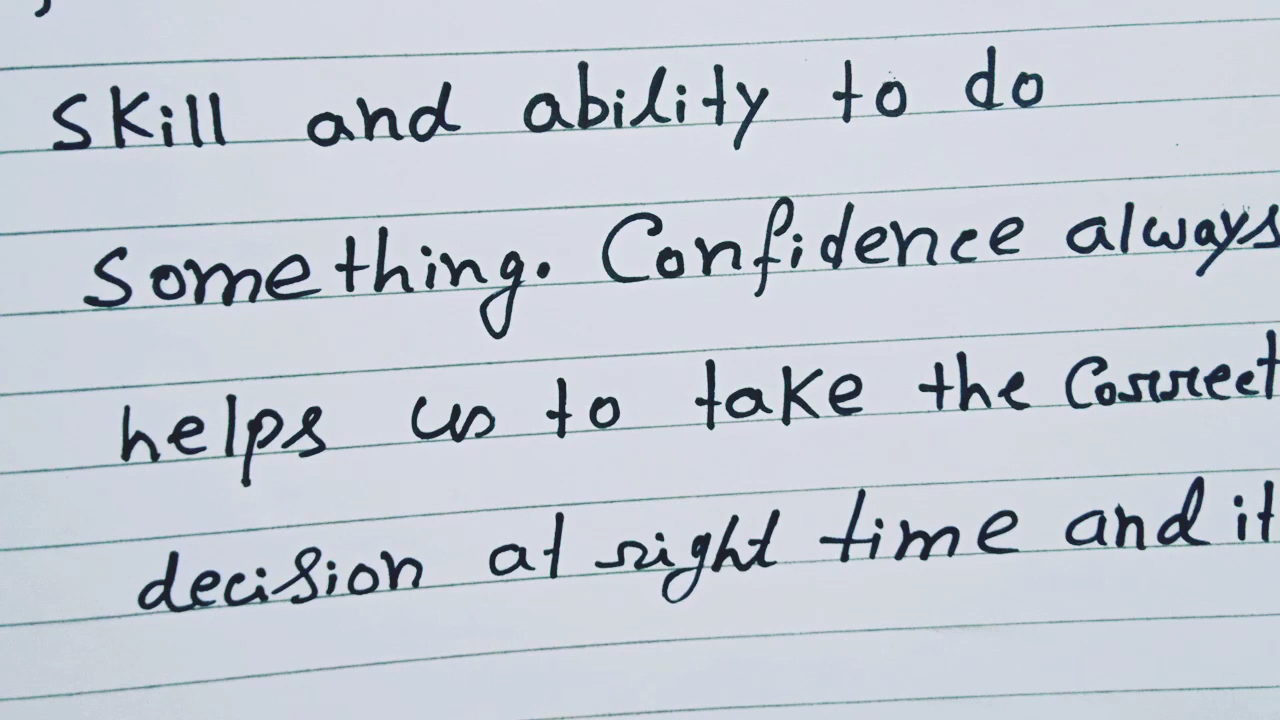 Skill and ability to do
Something. Confidence always
helps us to take the Correct
decision at right time and it